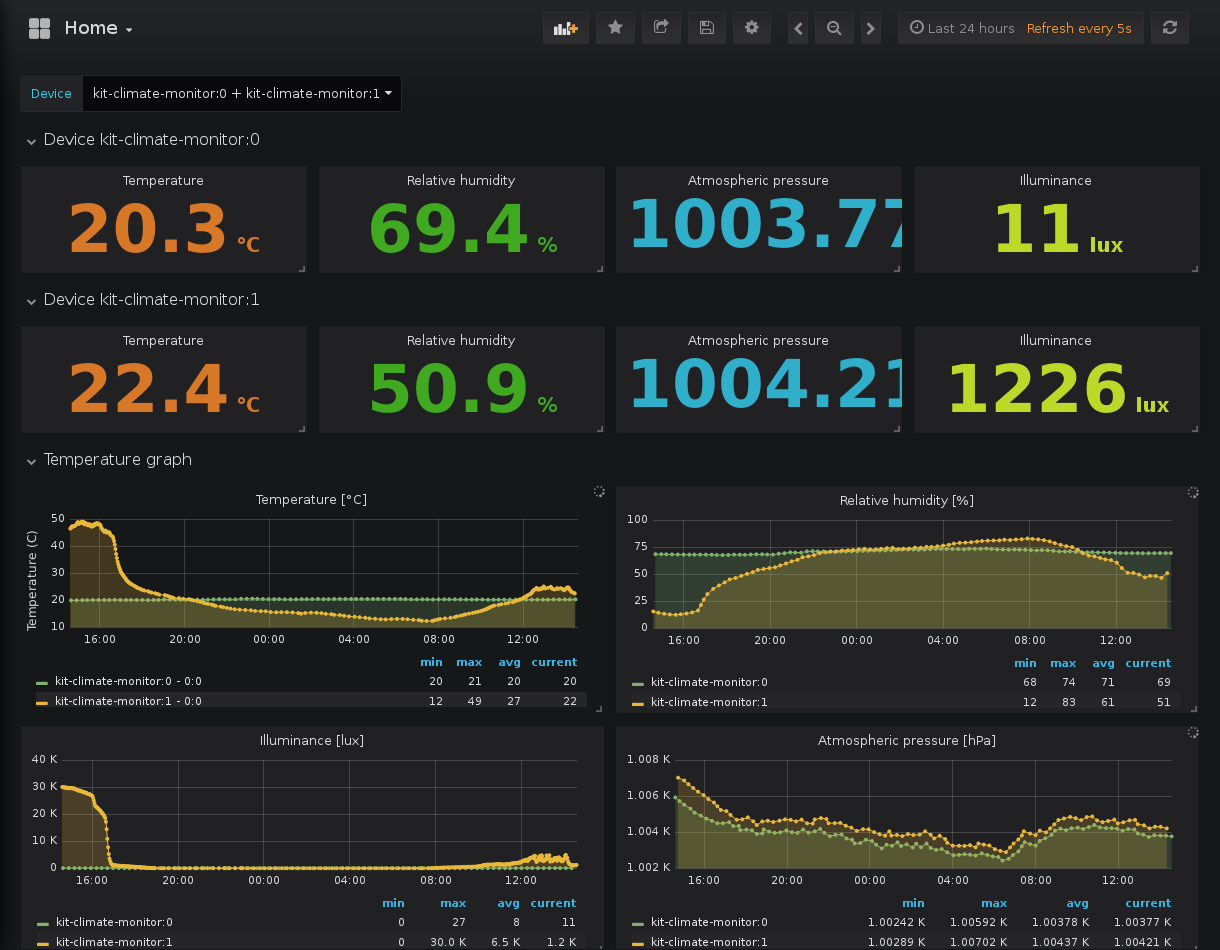 Home
Last 24 hours Refresh every 5s
Device kit-climate-monitor:0 + kit-climate-monitor:1
Device kit-climate-monitor:0
Temperature Relative humidity Atmospheric pressure Illuminance
20.3 °C 69.4 % 1003.77 11 lux
Device kit-climate-monitor:1
Temperature Relative humidity Atmospheric pressure Illuminance
22.4 °C 50.9 % 1004.21 1226 lux
Temperature graph
Temperature [°C]
Temperature (C)
50
40
30
20
10
16:00 20:00 00:00 04:00 08:00 12:00
min max avg current
kit-climate-monitor:0 - 0:0 20 21 20 20
kit-climate-monitor:1 - 0:0 12 49 27 22
Relative humidity [%]
100
75
50
25
0
16:00 20:00 00:00 04:00 08:00 12:00
min max avg current
kit-climate-monitor:0 68 74 71 69
kit-climate-monitor:1 12 83 61 51
Illuminance [lux]
40 K
30 K
20 K
10 K
0
16:00 20:00 00:00 04:00 08:00 12:00
min max avg current
kit-climate-monitor:0 0 27 8 11
kit-climate-monitor:1 0 30.0 K 6.5 K 1.2 K
Atmospheric pressure [hPa]
1.008 K
1.006 K
1.004 K
1.002 K
16:00 20:00 00:00 04:00 08:00 12:00
min max avg current
kit-climate-monitor:0 1.00242 K 1.00592 K 1.00378 K 1.00377 K
kit-climate-monitor:1 1.00289 K 1.00702 K 1.00437 K 1.00421 K